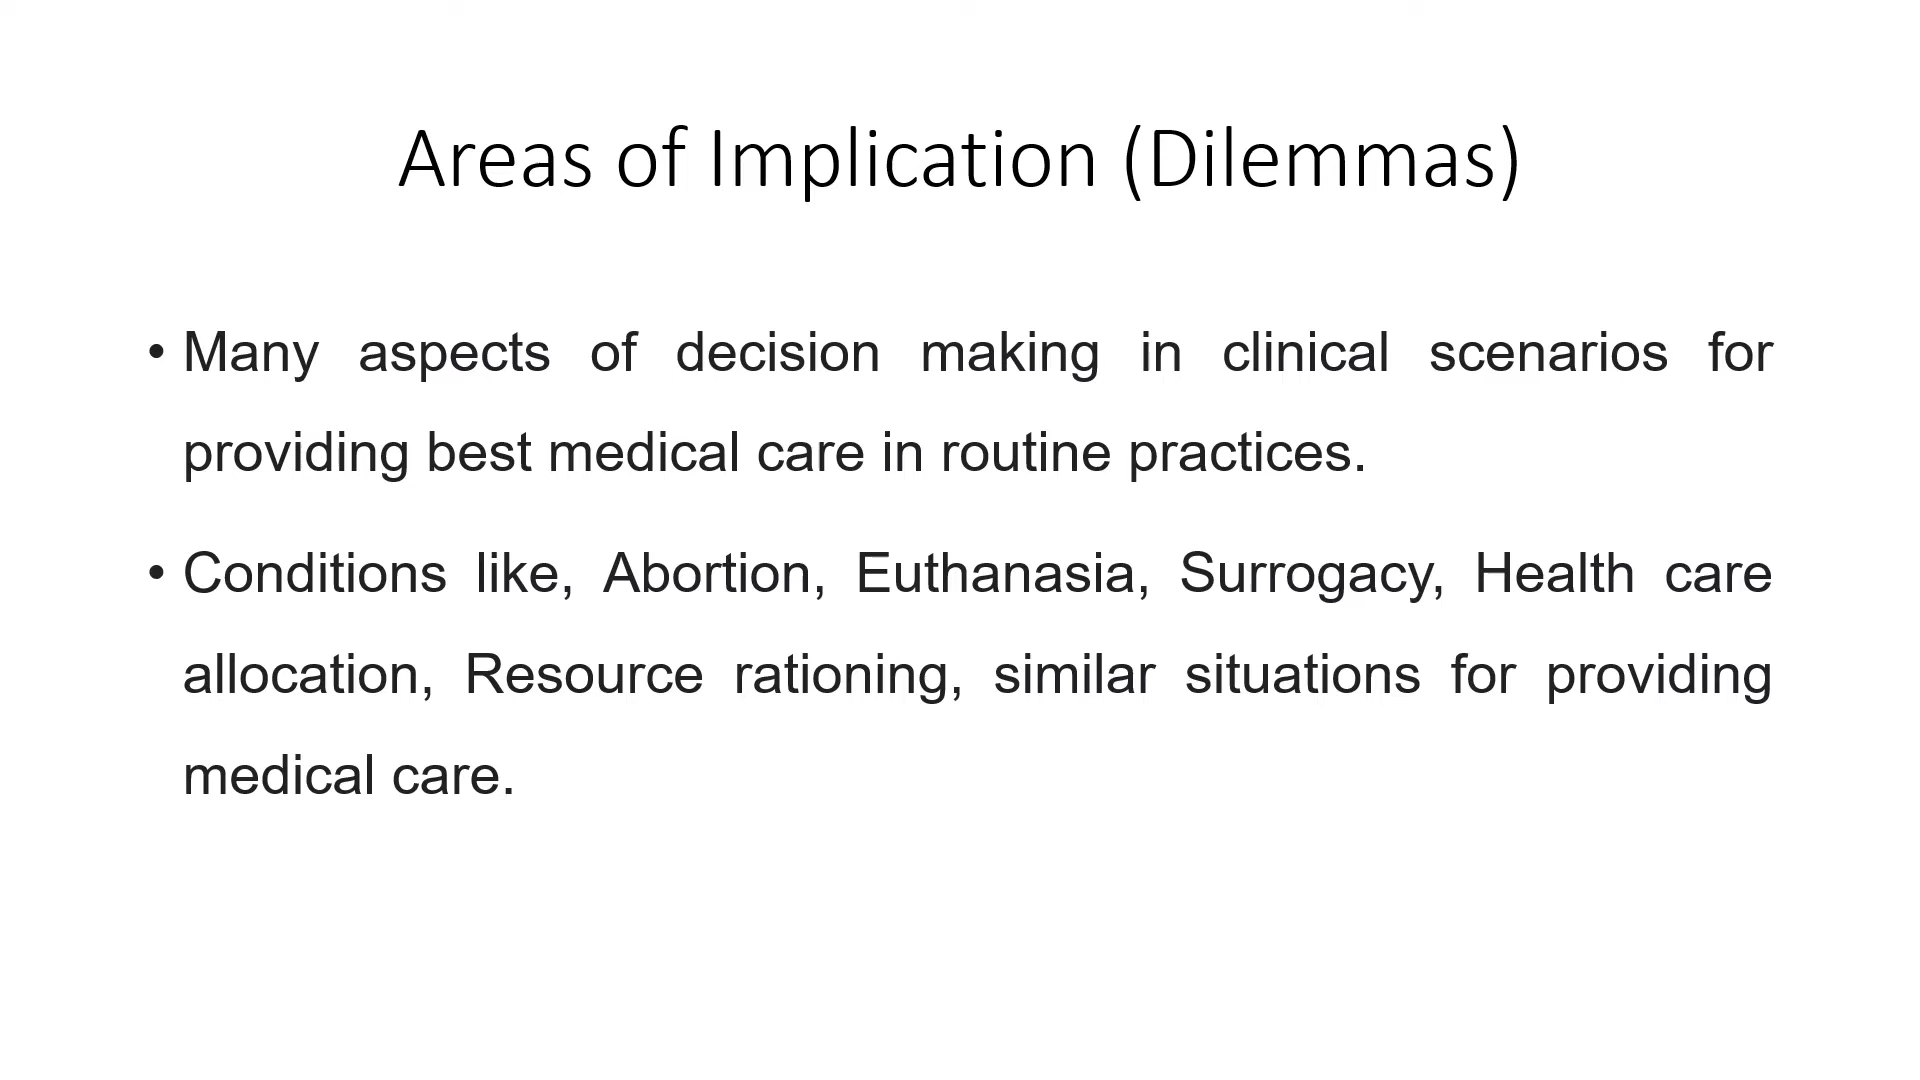 Areas of Implication (Dilemmas)
• Many aspects of decision making in clinical scenarios for
providing best medical care in routine practices.
• Conditions like, Abortion, Euthanasia, Surrogacy, Health care
allocation, Resource rationing, similar situations for providing
medical care.